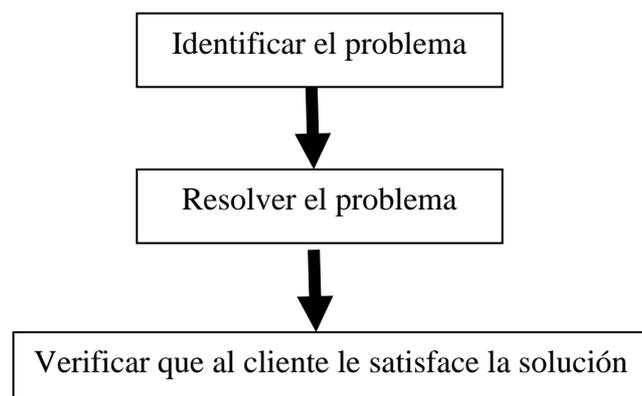 Identificar el problema
Resolver el problema
Verificar que al cliente le satisface la solución